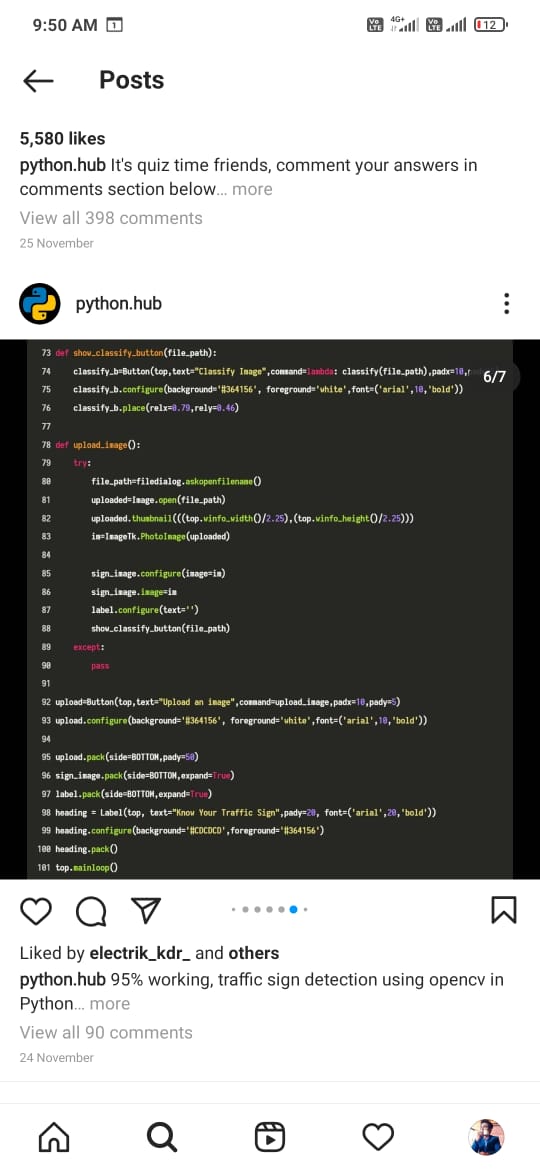 9:50 AM 1 Vo LTE 4G+ Vo LTE 12
Posts
5,580 likes
python.hub It's quiz time friends, comment your answers in
comments section below... more
View all 398 comments
25 November
python.hub
6/7
73 def show_classify_button(file_path):
74 classify_b=Button(top,text="Classify Image",command=lambda: classify(file_path),padx=10,
75 classify_b.configure(background='#364156', foreground='white',font=('arial',10,'bold'))
76 classify_b.place(relx=0.79,rely=0.46)
77
78 def upload_image():
79 try:
80 file_path=filedialog.askopenfilename()
81 uploaded=Image.open(file_path)
82 uploaded.thumbnail(((top.winfo_width()/2.25),(top.winfo_height()/2.25)))
83 im=ImageTk.PhotoImage(uploaded)
84
85 sign_image.configure(image=im)
86 sign_image.image=im
87 label.configure(text='')
88 show_classify_button(file_path)
89 except:
90 pass
91
92 upload=Button(top,text="Upload an image",command=upload_image,padx=10,pady=5)
93 upload.configure(background='#364156', foreground='white',font=('arial',10,'bold'))
94
95 upload.pack(side=BOTTOM,pady=50)
96 sign_image.pack(side=BOTTOM,expand=True)
97 label.pack(side=BOTTOM,expand=True)
98 heading = Label(top, text="Know Your Traffic Sign",pady=20, font=('arial',20,'bold'))
99 heading.configure(background='#CDCDCD',foreground='#364156')
100 heading.pack()
101 top.mainloop()
Liked by electrik_kdr_ and others
python.hub 95% working, traffic sign detection using opencv in
Python... more
View all 90 comments
24 November